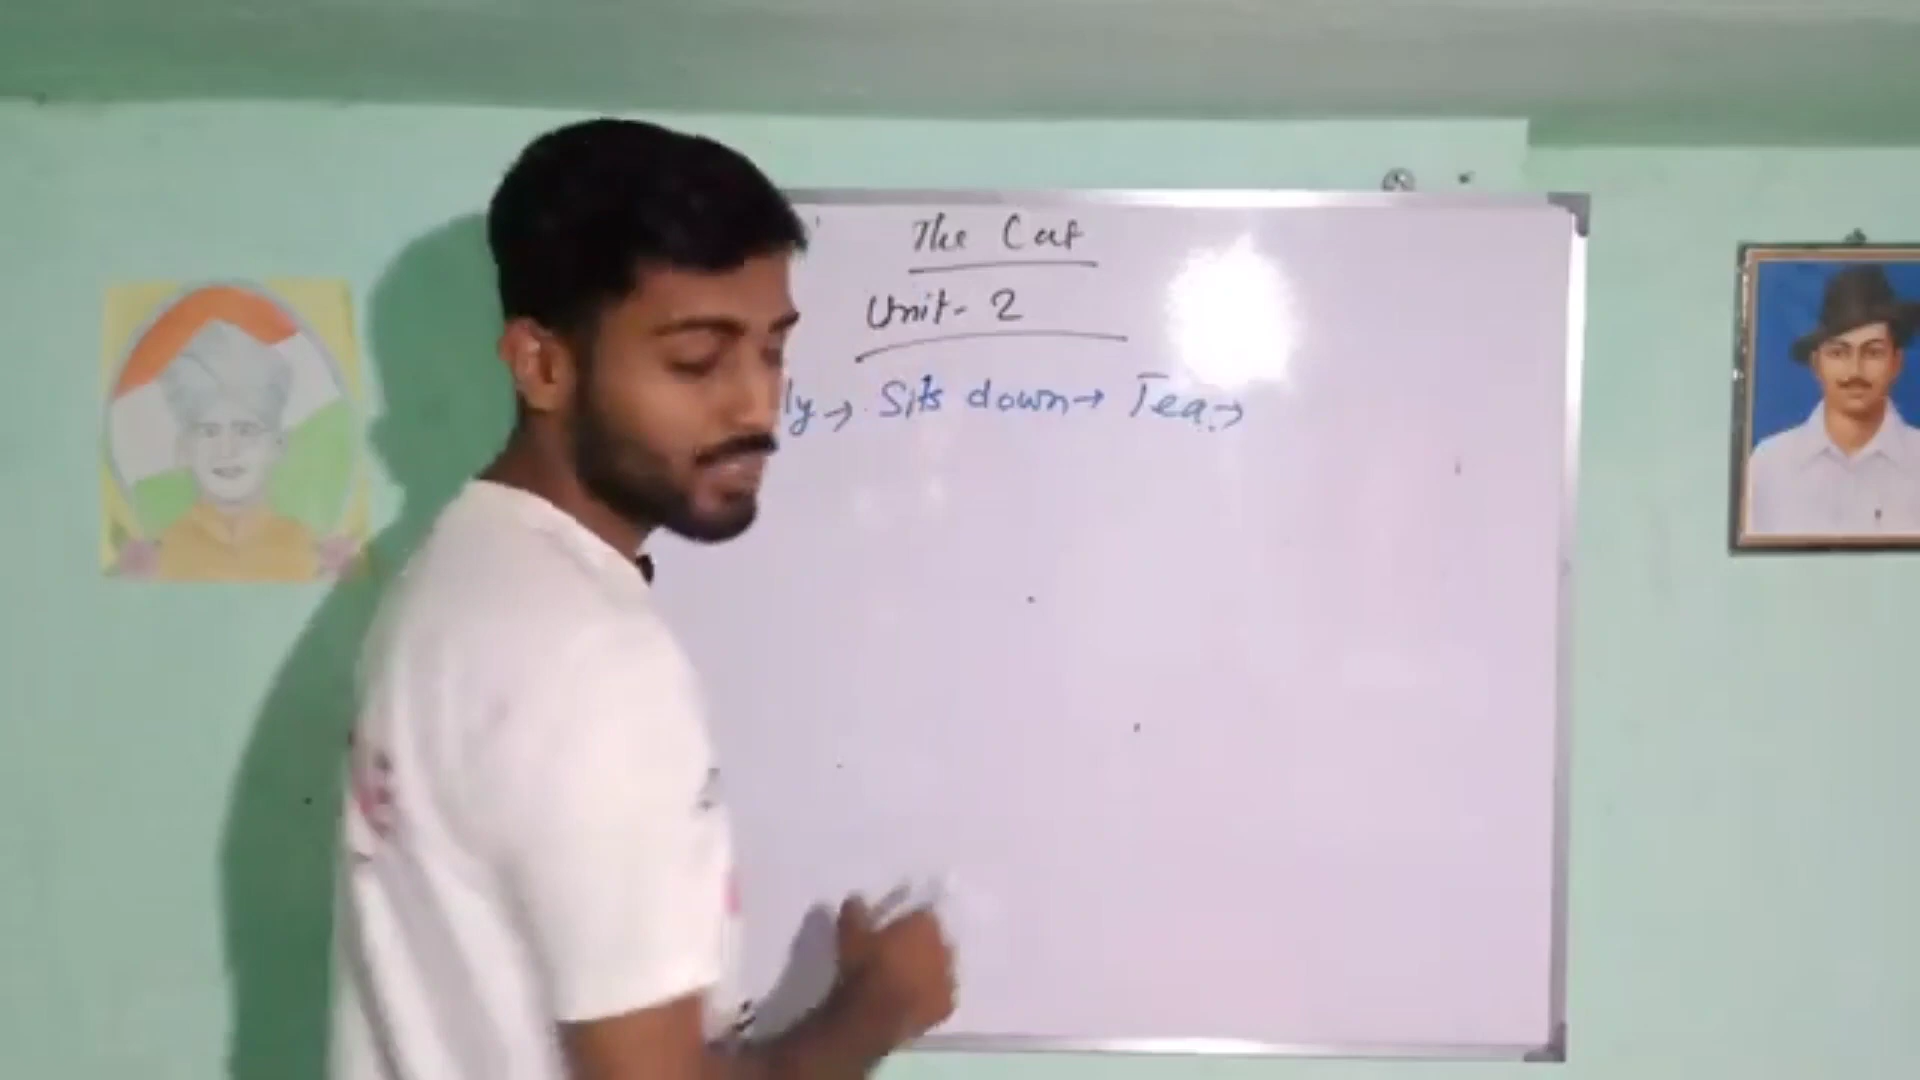 The Cat
Unit- 2
ly → Sits down → Tea →